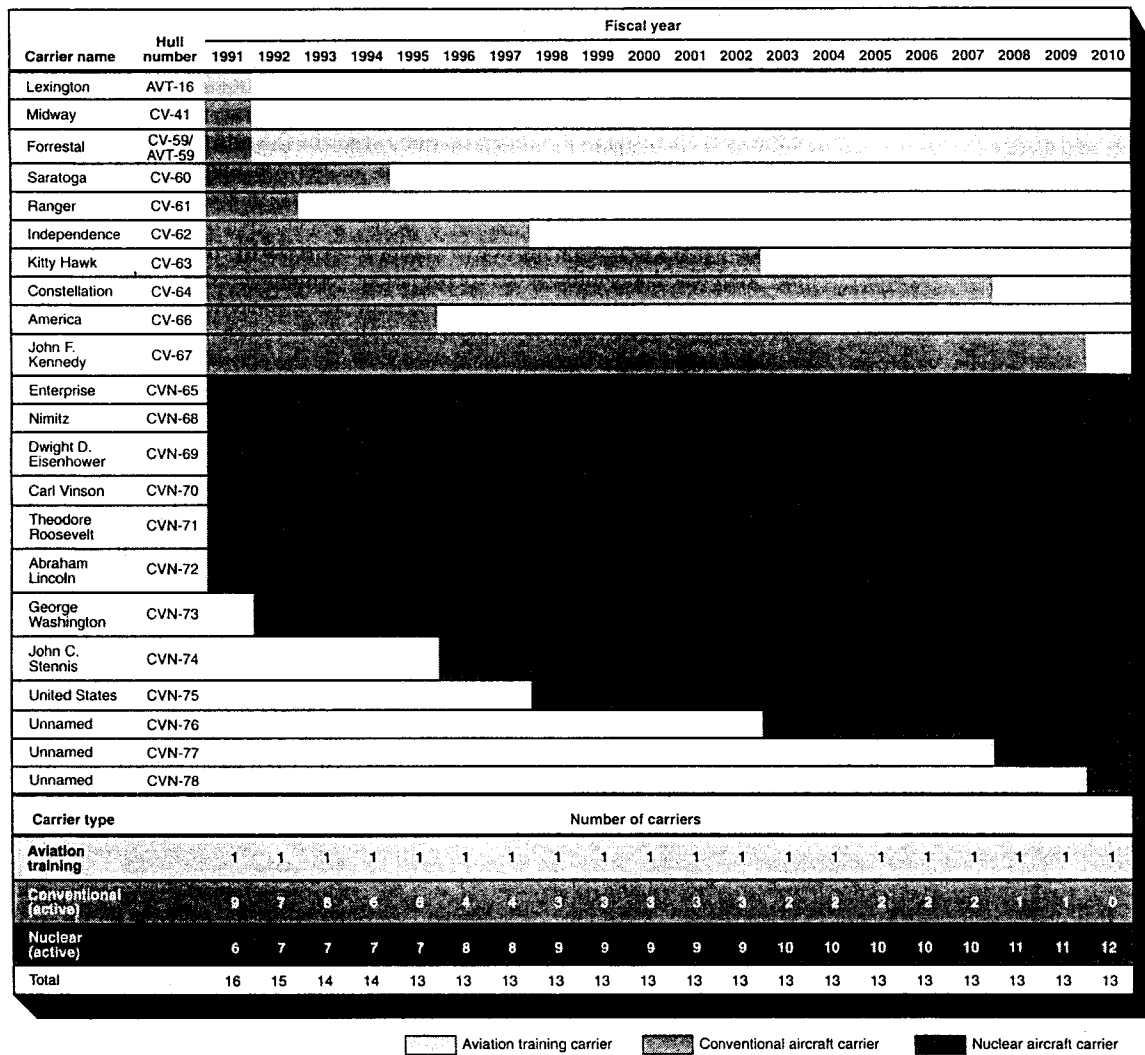 Fiscal year
Carrier name Hull number 1991 1992 1993 1994 1995 1996 1997 1998 1999 2000 2001 2002 2003 2004 2005 2006 2007 2008 2009 2010
Lexington AVT-16
Midway CV-41
Forrestal CV-59/ AVT-59
Saratoga CV-60
Ranger CV-61
Independence CV-62
Kitty Hawk CV-63
Constellation CV-64
America CV-66
John F. Kennedy CV-67
Enterprise CVN-65
Nimitz CVN-68
Dwight D. Eisenhower CVN-69
Carl Vinson CVN-70
Theodore Roosevelt CVN-71
Abraham Lincoln CVN-72
George Washington CVN-73
John C. Stennis CVN-74
United States CVN-75
Unnamed CVN-76
Unnamed CVN-77
Unnamed CVN-78
Carrier type Number of carriers
Aviation training 1 1 1 1 1 1 1 1 1 1 1 1 1 1 1 1 1 1 1 1
Conventional (active) 9 7 6 6 5 4 4 3 3 3 3 3 2 2 2 2 2 1 1 0
Nuclear (active) 6 7 7 7 7 8 8 9 9 9 9 9 10 10 10 10 10 11 11 12
Total 16 15 14 14 13 13 13 13 13 13 13 13 13 13 13 13 13 13 13 13
Aviation training carrier Conventional aircraft carrier Nuclear aircraft carrier